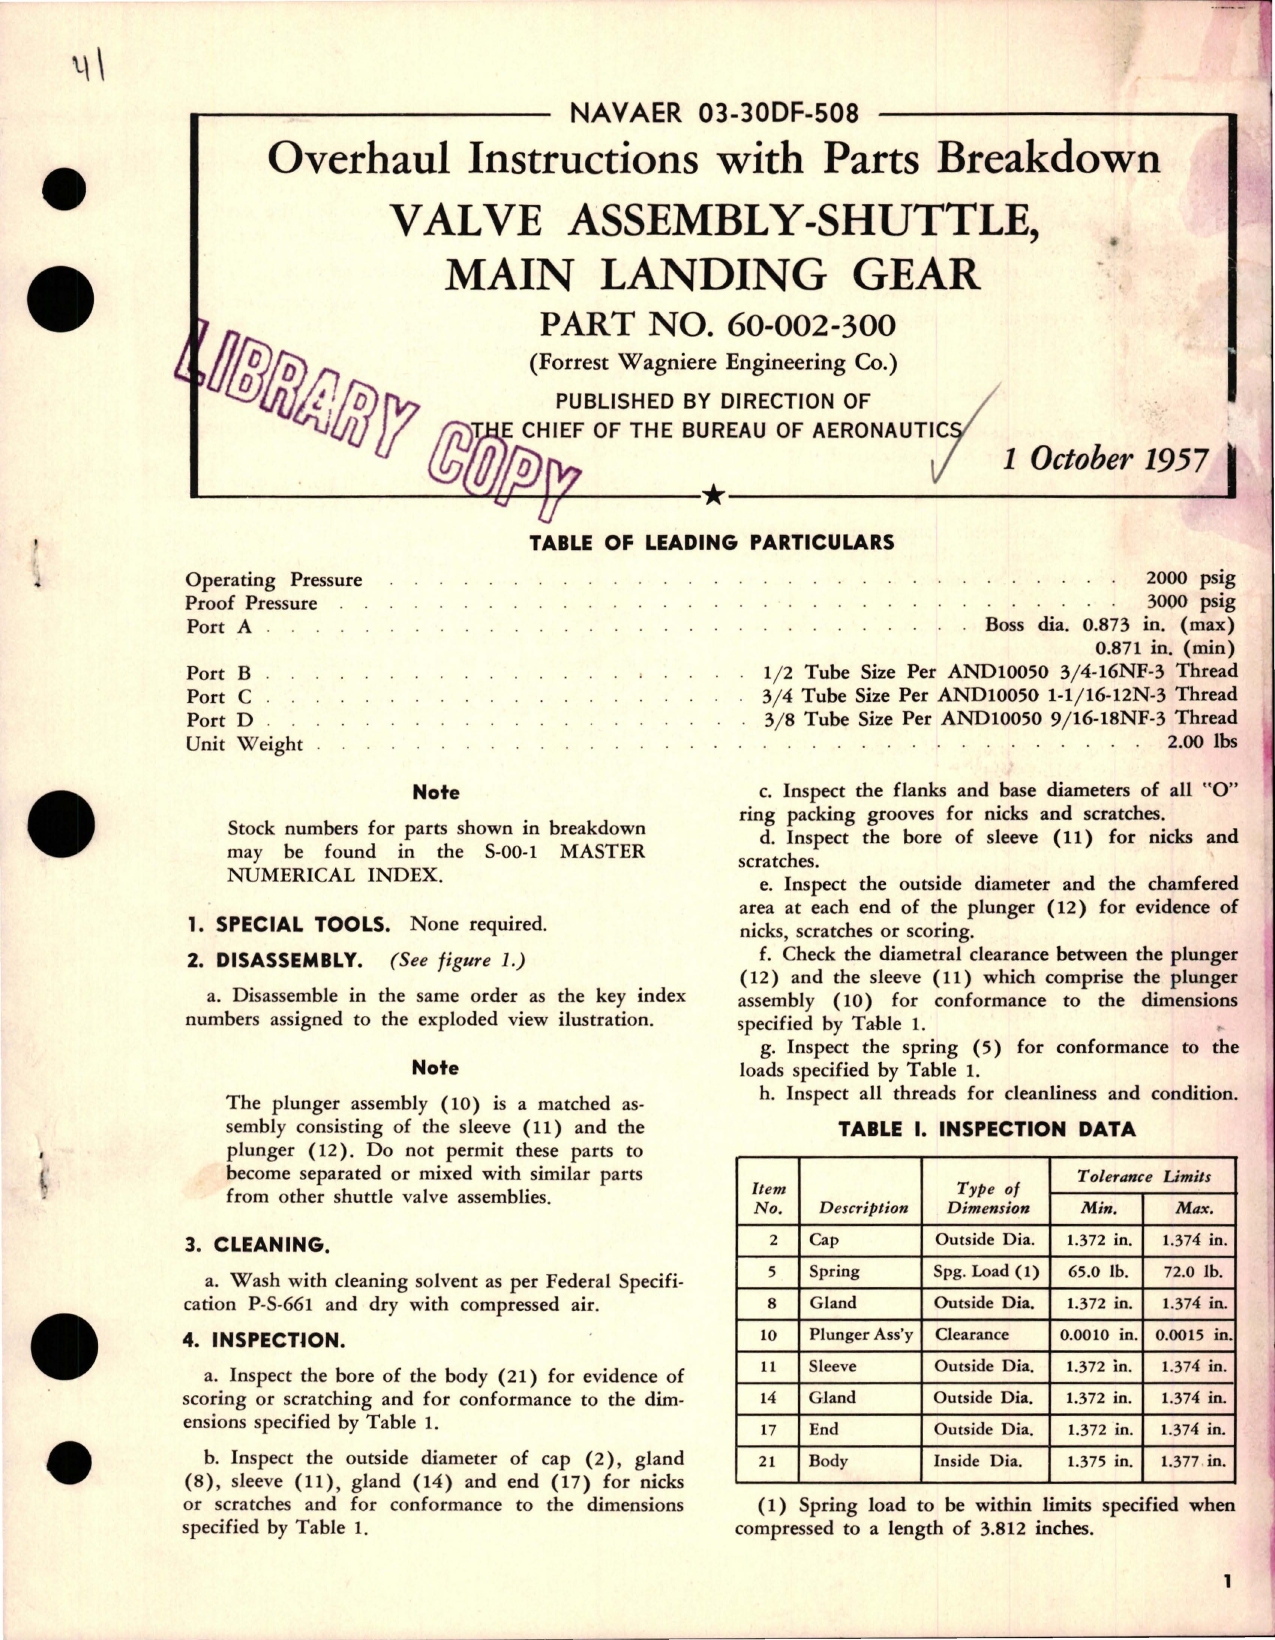 41
NAVAER 03-30DF-508
Overhaul Instructions with Parts Breakdown
VALVE ASSEMBLY-SHUTTLE,
MAIN LANDING GEAR
PART NO. 60-002-300
(Forrest Wagniere Engineering Co.)
PUBLISHED BY DIRECTION OF
THE CHIEF OF THE BUREAU OF AERONAUTICS
LIBRARY COPY
1 October 1957
TABLE OF LEADING PARTICULARS
Operating Pressure . . . . . . . . . . 2000 psig
Proof Pressure . . . . . . . . . . 3000 psig
Port A . . . . . . . . . . Boss dia. 0.873 in. (max)
0.871 in. (min)
Port B . . . . . . . . . . 1/2 Tube Size Per AND10050 3/4-16NF-3 Thread
Port C . . . . . . . . . . 3/4 Tube Size Per AND10050 1-1/16-12N-3 Thread
Port D . . . . . . . . . . 3/8 Tube Size Per AND10050 9/16-18NF-3 Thread
Unit Weight . . . . . . . . . . 2.00 lbs
Note
Stock numbers for parts shown in breakdown
may be found in the S-00-1 MASTER
NUMERICAL INDEX.
1. SPECIAL TOOLS. None required.
2. DISASSEMBLY. (See figure 1.)
a. Disassemble in the same order as the key index
numbers assigned to the exploded view ilustration.
Note
The plunger assembly (10) is a matched as-
sembly consisting of the sleeve (11) and the
plunger (12). Do not permit these parts to
become separated or mixed with similar parts
from other shuttle valve assemblies.
3. CLEANING.
a. Wash with cleaning solvent as per Federal Specifi-
cation P-S-661 and dry with compressed air.
4. INSPECTION.
a. Inspect the bore of the body (21) for evidence of
scoring or scratching and for conformance to the dim-
ensions specified by Table 1.
b. Inspect the outside diameter of cap (2), gland
(8), sleeve (11), gland (14) and end (17) for nicks
or scratches and for conformance to the dimensions
specified by Table 1.
c. Inspect the flanks and base diameters of all "O"
ring packing grooves for nicks and scratches.
d. Inspect the bore of sleeve (11) for nicks and
scratches.
e. Inspect the outside diameter and the chamfered
area at each end of the plunger (12) for evidence of
nicks, scratches or scoring.
f. Check the diametral clearance between the plunger
(12) and the sleeve (11) which comprise the plunger
assembly (10) for conformance to the dimensions
specified by Table 1.
g. Inspect the spring (5) for conformance to the
loads specified by Table 1.
h. Inspect all threads for cleanliness and condition.
TABLE I. INSPECTION DATA
Item No. Description Type of Dimension Tolerance Limits
Min. Max.
2 Cap Outside Dia. 1.372 in. 1.374 in.
5 Spring Spg. Load (1) 65.0 lb. 72.0 lb.
8 Gland Outside Dia. 1.372 in. 1.374 in.
10 Plunger Ass'y Clearance 0.0010 in. 0.0015 in.
11 Sleeve Outside Dia. 1.372 in. 1.374 in.
14 Gland Outside Dia. 1.372 in. 1.374 in.
17 End Outside Dia. 1.372 in. 1.374 in.
21 Body Inside Dia. 1.375 in. 1.377 in.
(1) Spring load to be within limits specified when
compressed to a length of 3.812 inches.
1